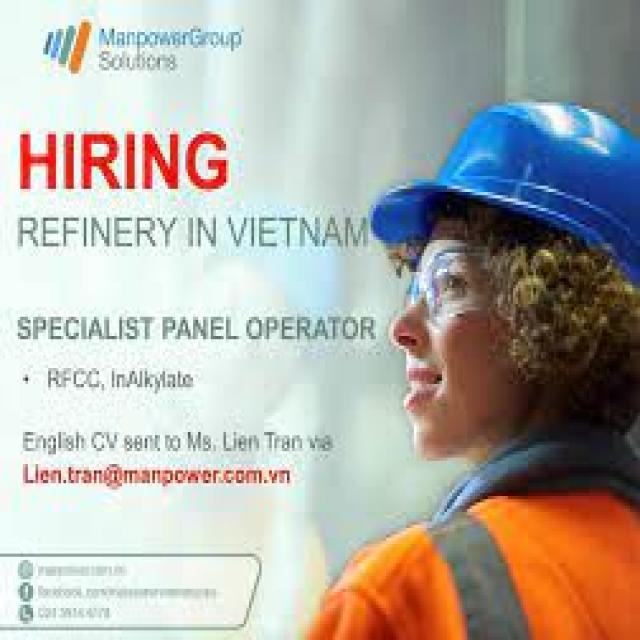 ManpowerGroup
Solutions
HIRING
REFINERY IN VIETNAM
SPECIALIST PANEL OPERATOR
• RFCC, InAlkylate
English CV sent to Ms. Lien Tran via
Lien.tran@manpower.com.vn